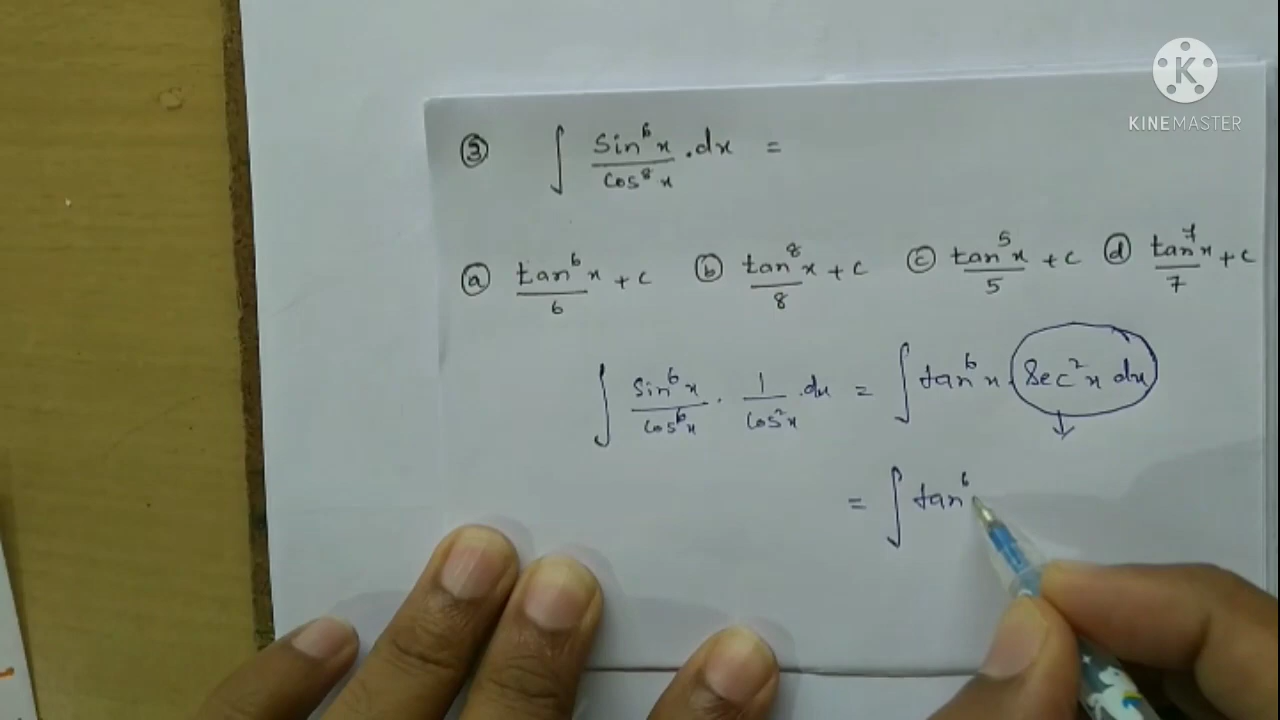 K
KINEMASTER
③ ∫ sin⁶x/cos⁸x . dx =
ⓐ tan⁶x/6 + c ⓑ tan⁸x/8 + c ⓒ tan⁵x/5 + c ⓓ tan⁷x/7 + c
∫ sin⁶x/cos⁶x . 1/cos²x . dx = ∫ tan⁶x . Sec²x dx
= ∫ tan⁶